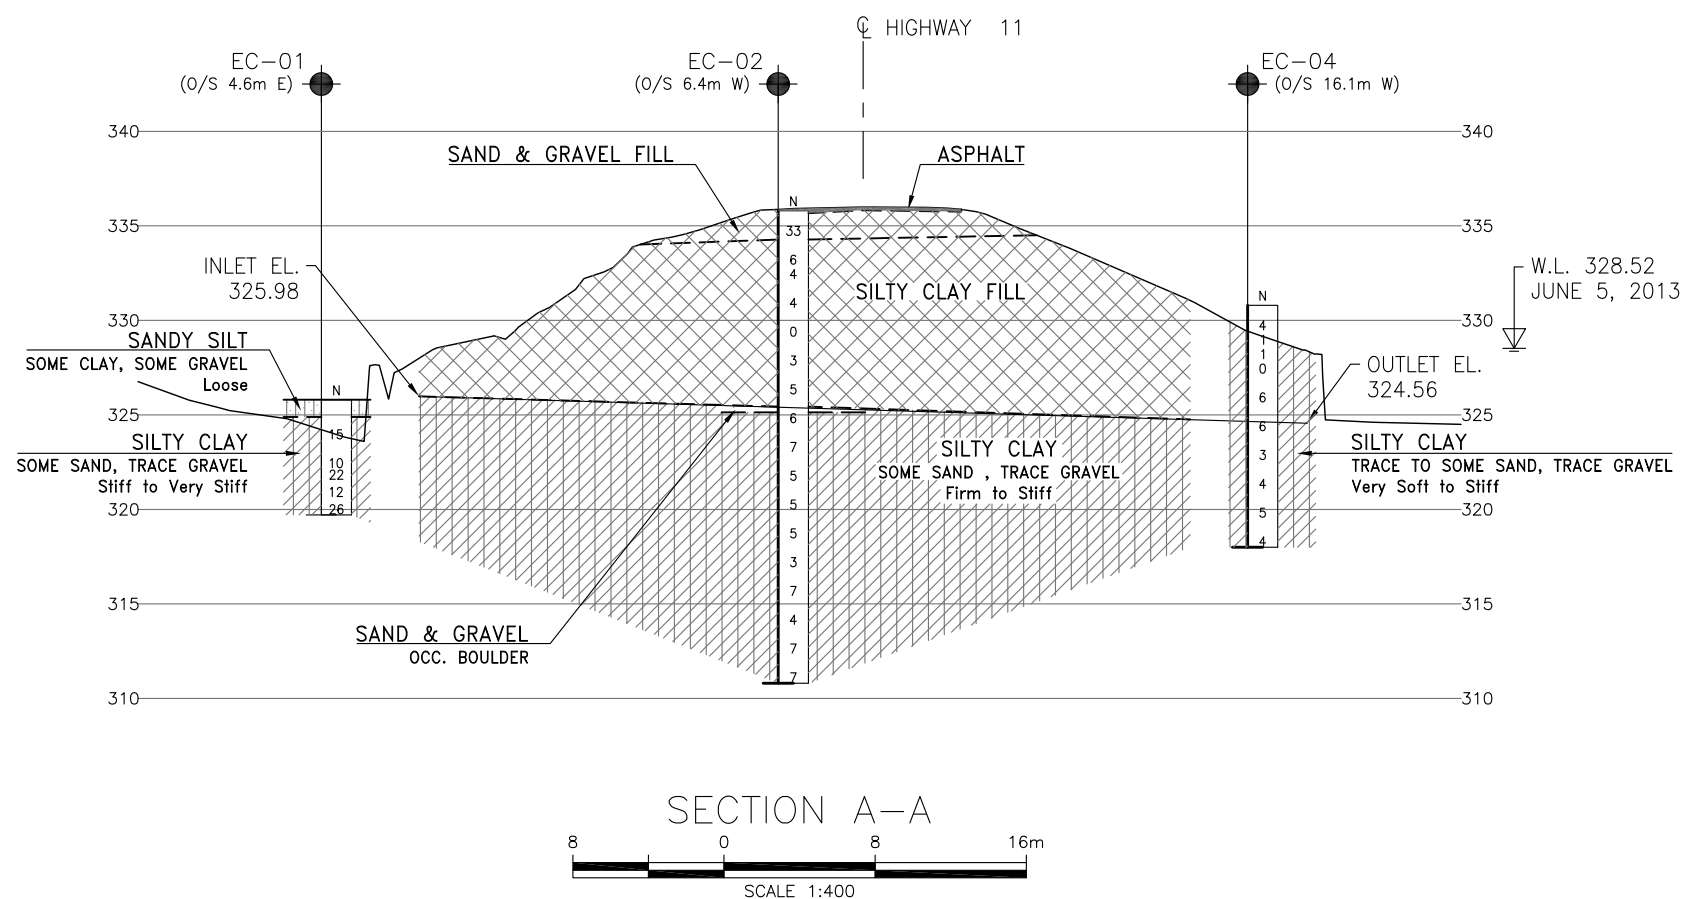 ℄ HIGHWAY 11
EC-01
(O/S 4.6m E)
EC-02
(O/S 6.4m W)
EC-04
(O/S 16.1m W)
340
340
SAND & GRAVEL FILL
ASPHALT
335
335
INLET EL.
325.98
SILTY CLAY FILL
W.L. 328.52
JUNE 5, 2013
330
330
SANDY SILT
SOME CLAY, SOME GRAVEL
Loose
OUTLET EL.
324.56
325
325
SILTY CLAY
SOME SAND, TRACE GRAVEL
Stiff to Very Stiff
SILTY CLAY
SOME SAND , TRACE GRAVEL
Firm to Stiff
SILTY CLAY
TRACE TO SOME SAND, TRACE GRAVEL
Very Soft to Stiff
320
320
315
315
SAND & GRAVEL
OCC. BOULDER
310
310
N
15
10
22
12
26
N
33
6
4
4
0
3
5
6
7
5
5
5
3
7
4
7
7
N
4
1
1
0
6
6
3
4
5
4
SECTION A-A
8 0 8 16m
SCALE 1:400